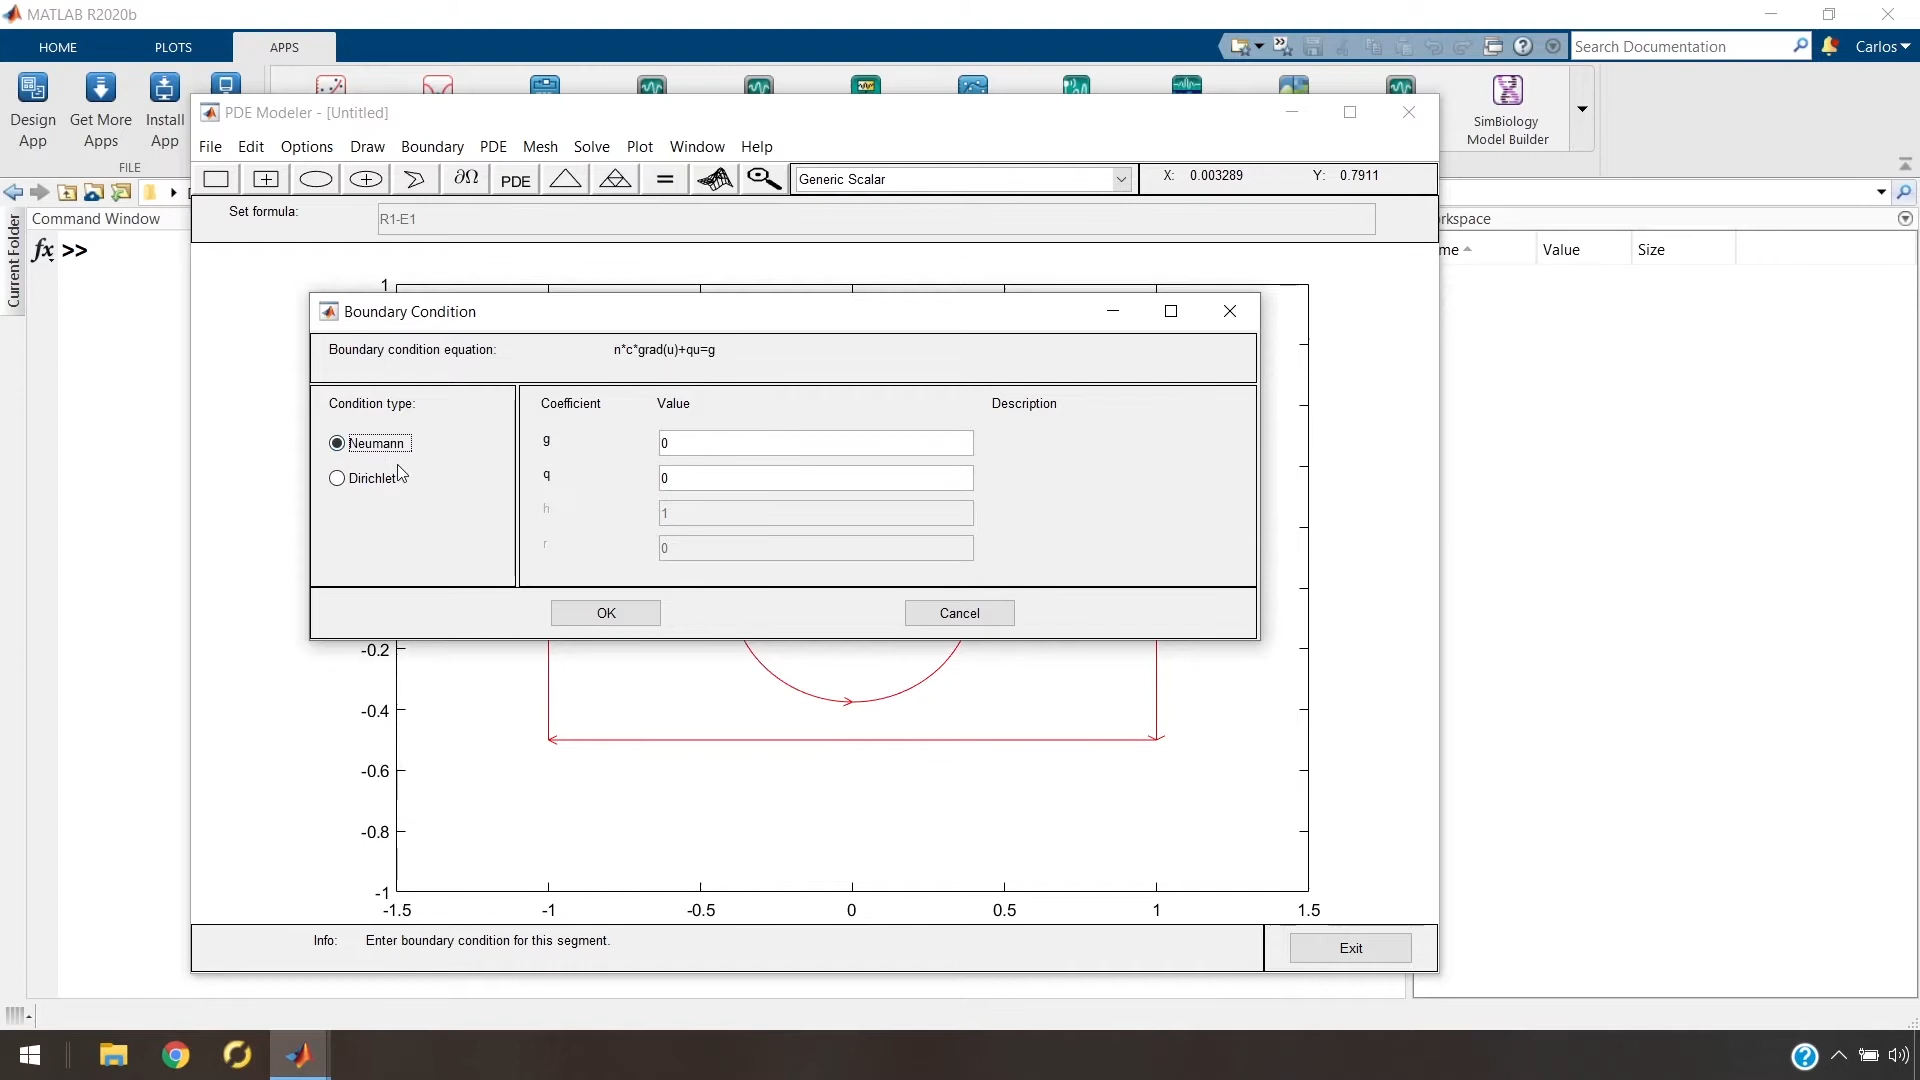 MATLAB R2020b
HOME
PLOTS
APPS
Search Documentation
Carlos
Design App
Get More Apps
Install App
FILE
SimBiology Model Builder
PDE Modeler - [Untitled]
File Edit Options Draw Boundary PDE Mesh Solve Plot Window Help
∂Ω
PDE
=
Generic Scalar
X: 0.003289
Y: 0.7911
Set formula:
R1-E1
Current Folder
Command Window
fx >>
rkspace
me
Value
Size
1
Boundary Condition
Boundary condition equation:
n*c*grad(u)+qu=g
Condition type:
Neumann
Dirichlet
Coefficient
Value
Description
g
0
q
0
h
1
r
0
OK
Cancel
-0.2
-0.4
-0.6
-0.8
-1
-1.5
-1
-0.5
0
0.5
1
1.5
Info: Enter boundary condition for this segment.
Exit